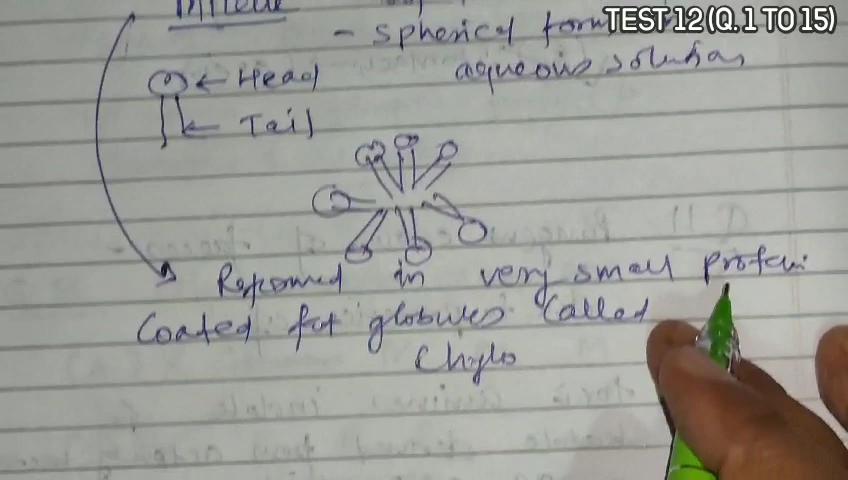 TEST 12 (Q. 1 TO 15)
Micelle
- Spherical form
aqueous solution
← Head
← Tail
Reformed in very small protein
Coated fat globules called
Chylo